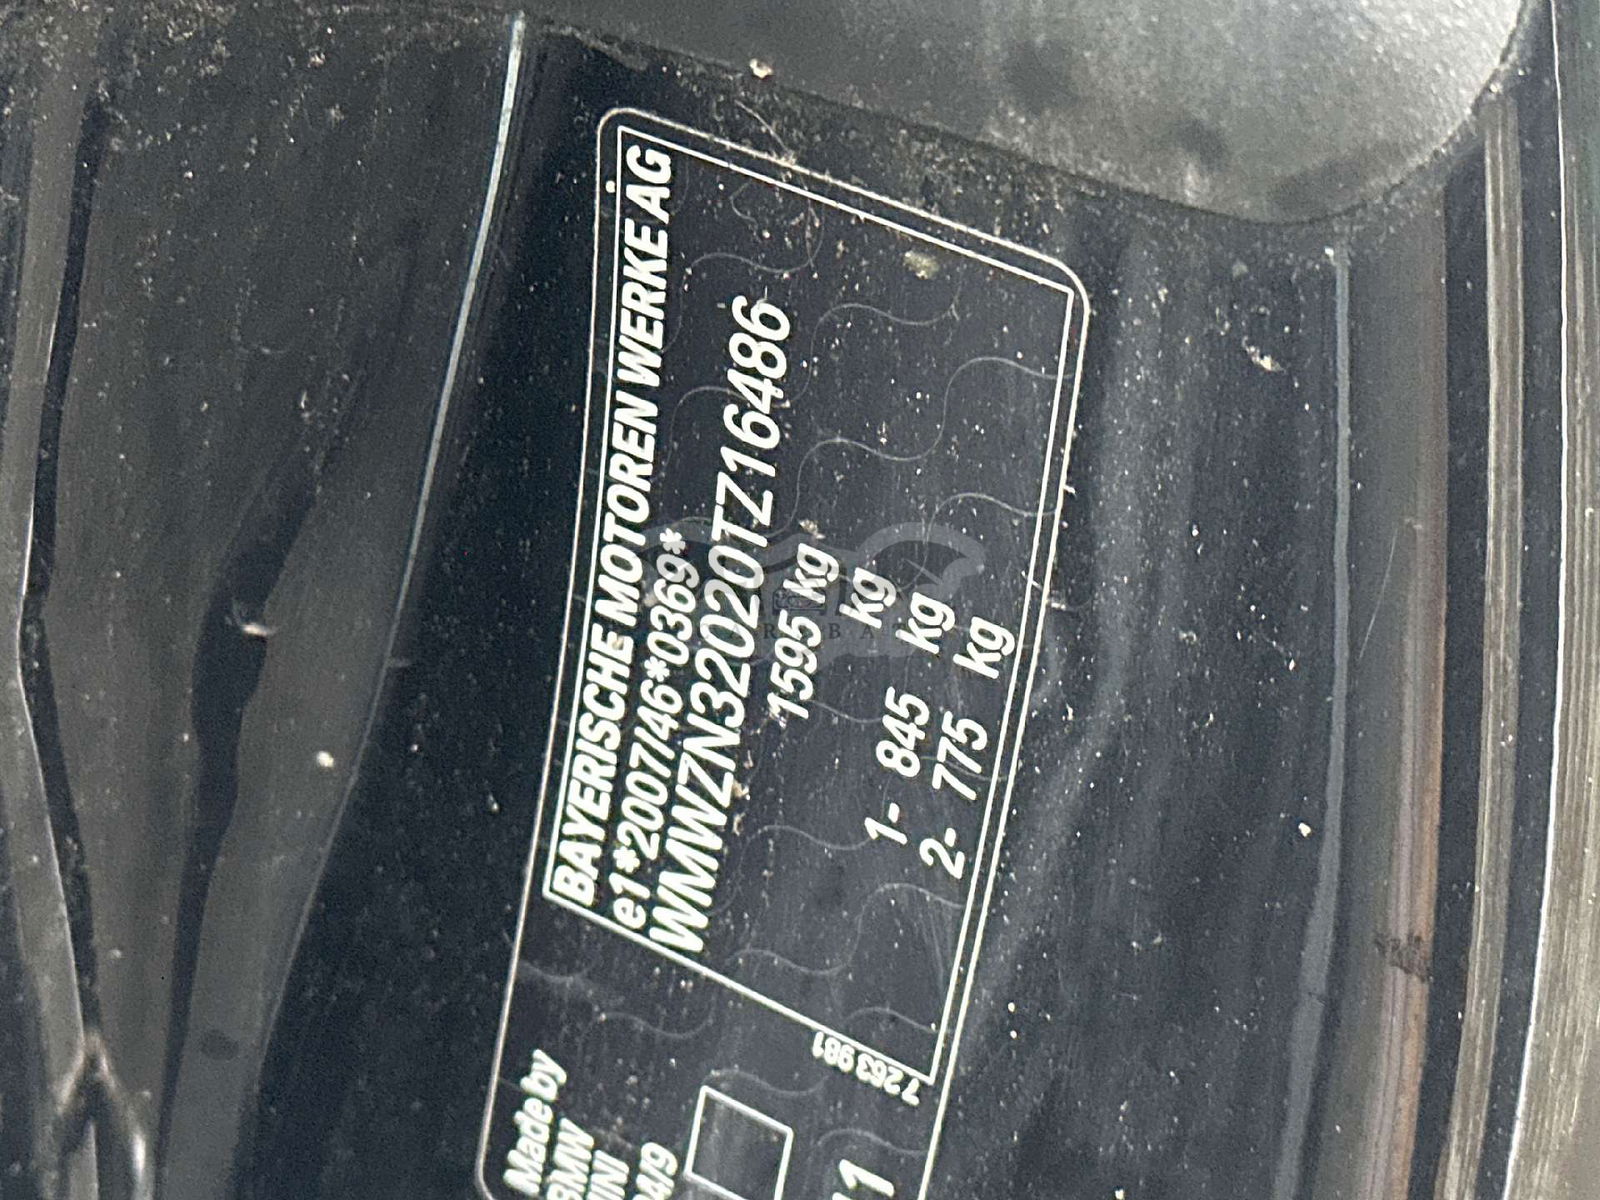 BAYERISCHE MOTOREN WERKE AG
e1*2007/46*0369*
WMWZN32020TZ16486
1595 kg
kg
1- 845 kg
2- 775 kg
7 263 981
Made by